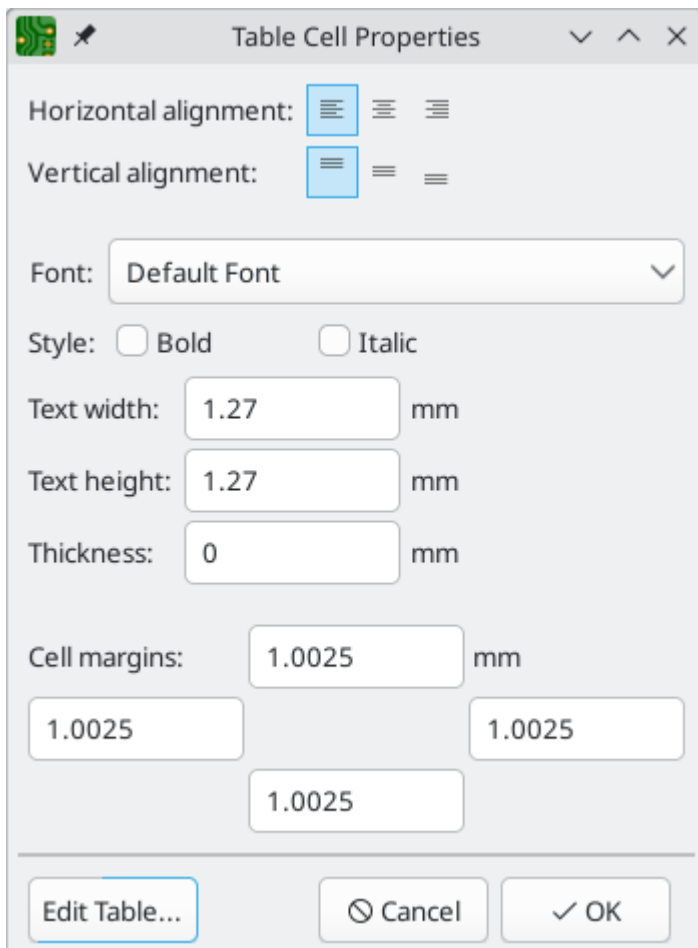 Table Cell Properties
Horizontal alignment:
Vertical alignment:
Font: Default Font
Style: Bold Italic
Text width: 1.27 mm
Text height: 1.27 mm
Thickness: 0 mm
Cell margins: 1.0025 mm
1.0025 1.0025
1.0025
Edit Table... Cancel OK